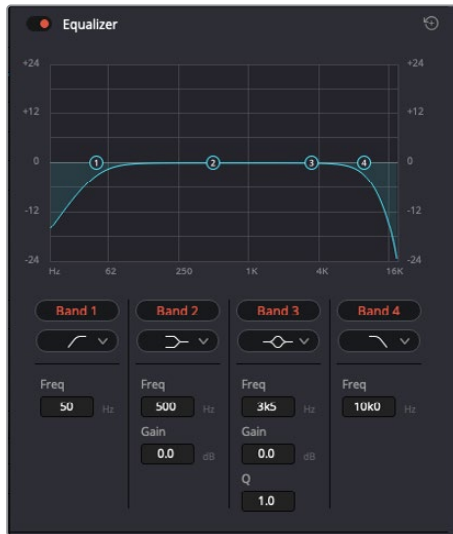 Equalizer
+24 +24
+12 +12
0 0
-12 -12
-24 -24
Hz 62 250 1K 4K 16K
1 2 3 4
Band 1 Band 2 Band 3 Band 4
Freq Freq Freq Freq
50 Hz 500 Hz 3k5 Hz 10k0 Hz
Gain Gain
0.0 dB 0.0 dB
Q
1.0